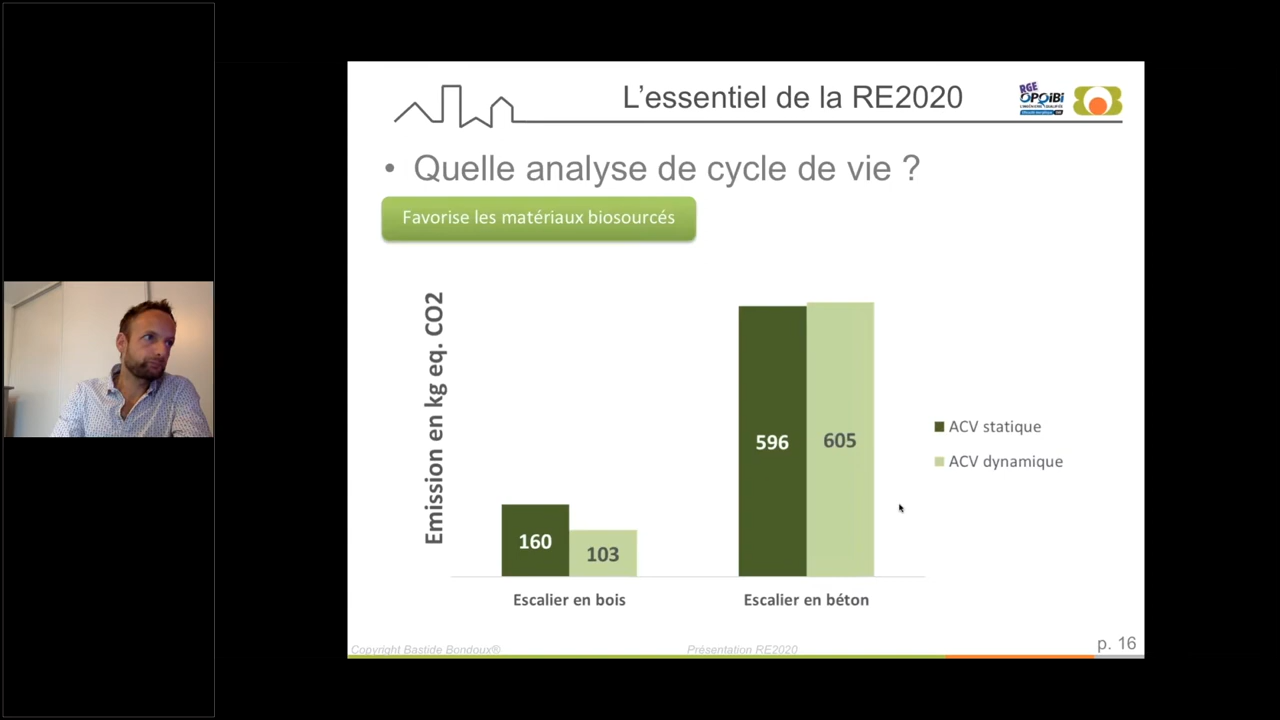 L'essentiel de la RE2020
RGE
OPQiBi
• Quelle analyse de cycle de vie ?
Favorise les matériaux biosourcés
Emission en kg eq. CO2
596
605
160
103
ACV statique
ACV dynamique
Escalier en bois
Escalier en béton
Copyright Bastide Bondoux®
Présentation RE2020
p. 16